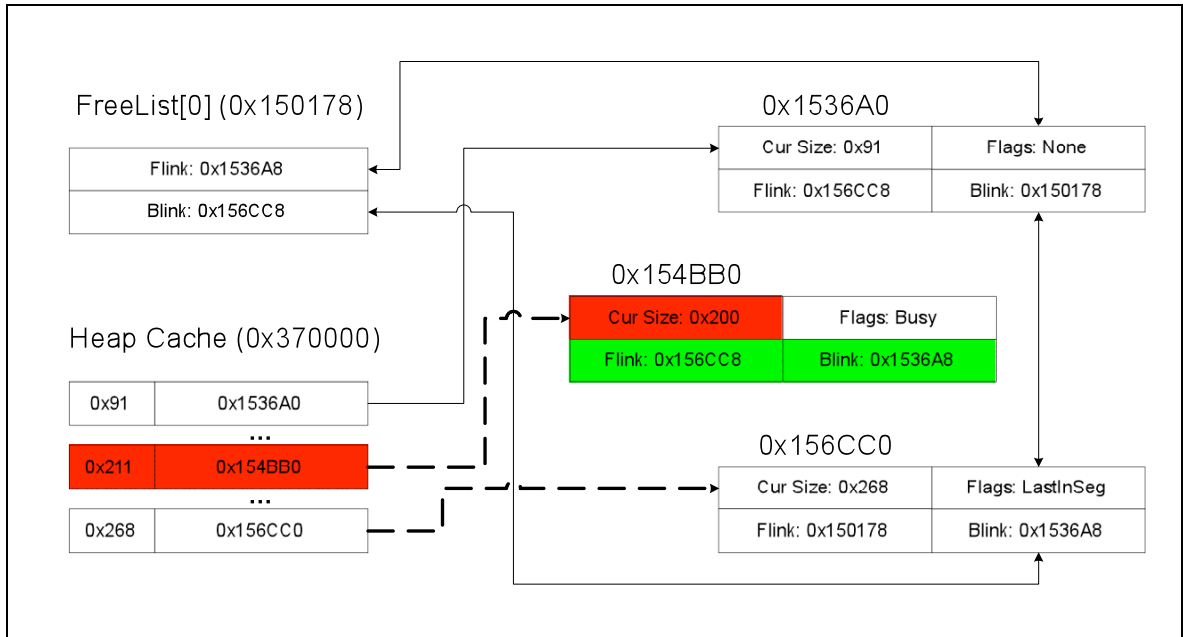 FreeList[0] (0x150178)
Flink: 0x1536A8
Blink: 0x156CC8
0x1536A0
Cur Size: 0x91 Flags: None
Flink: 0x156CC8 Blink: 0x150178
0x154BB0
Cur Size: 0x200 Flags: Busy
Flink: 0x156CC8 Blink: 0x1536A8
Heap Cache (0x370000)
0x91 0x1536A0
...
0x211 0x154BB0
...
0x268 0x156CC0
0x156CC0
Cur Size: 0x268 Flags: LastInSeg
Flink: 0x150178 Blink: 0x1536A8